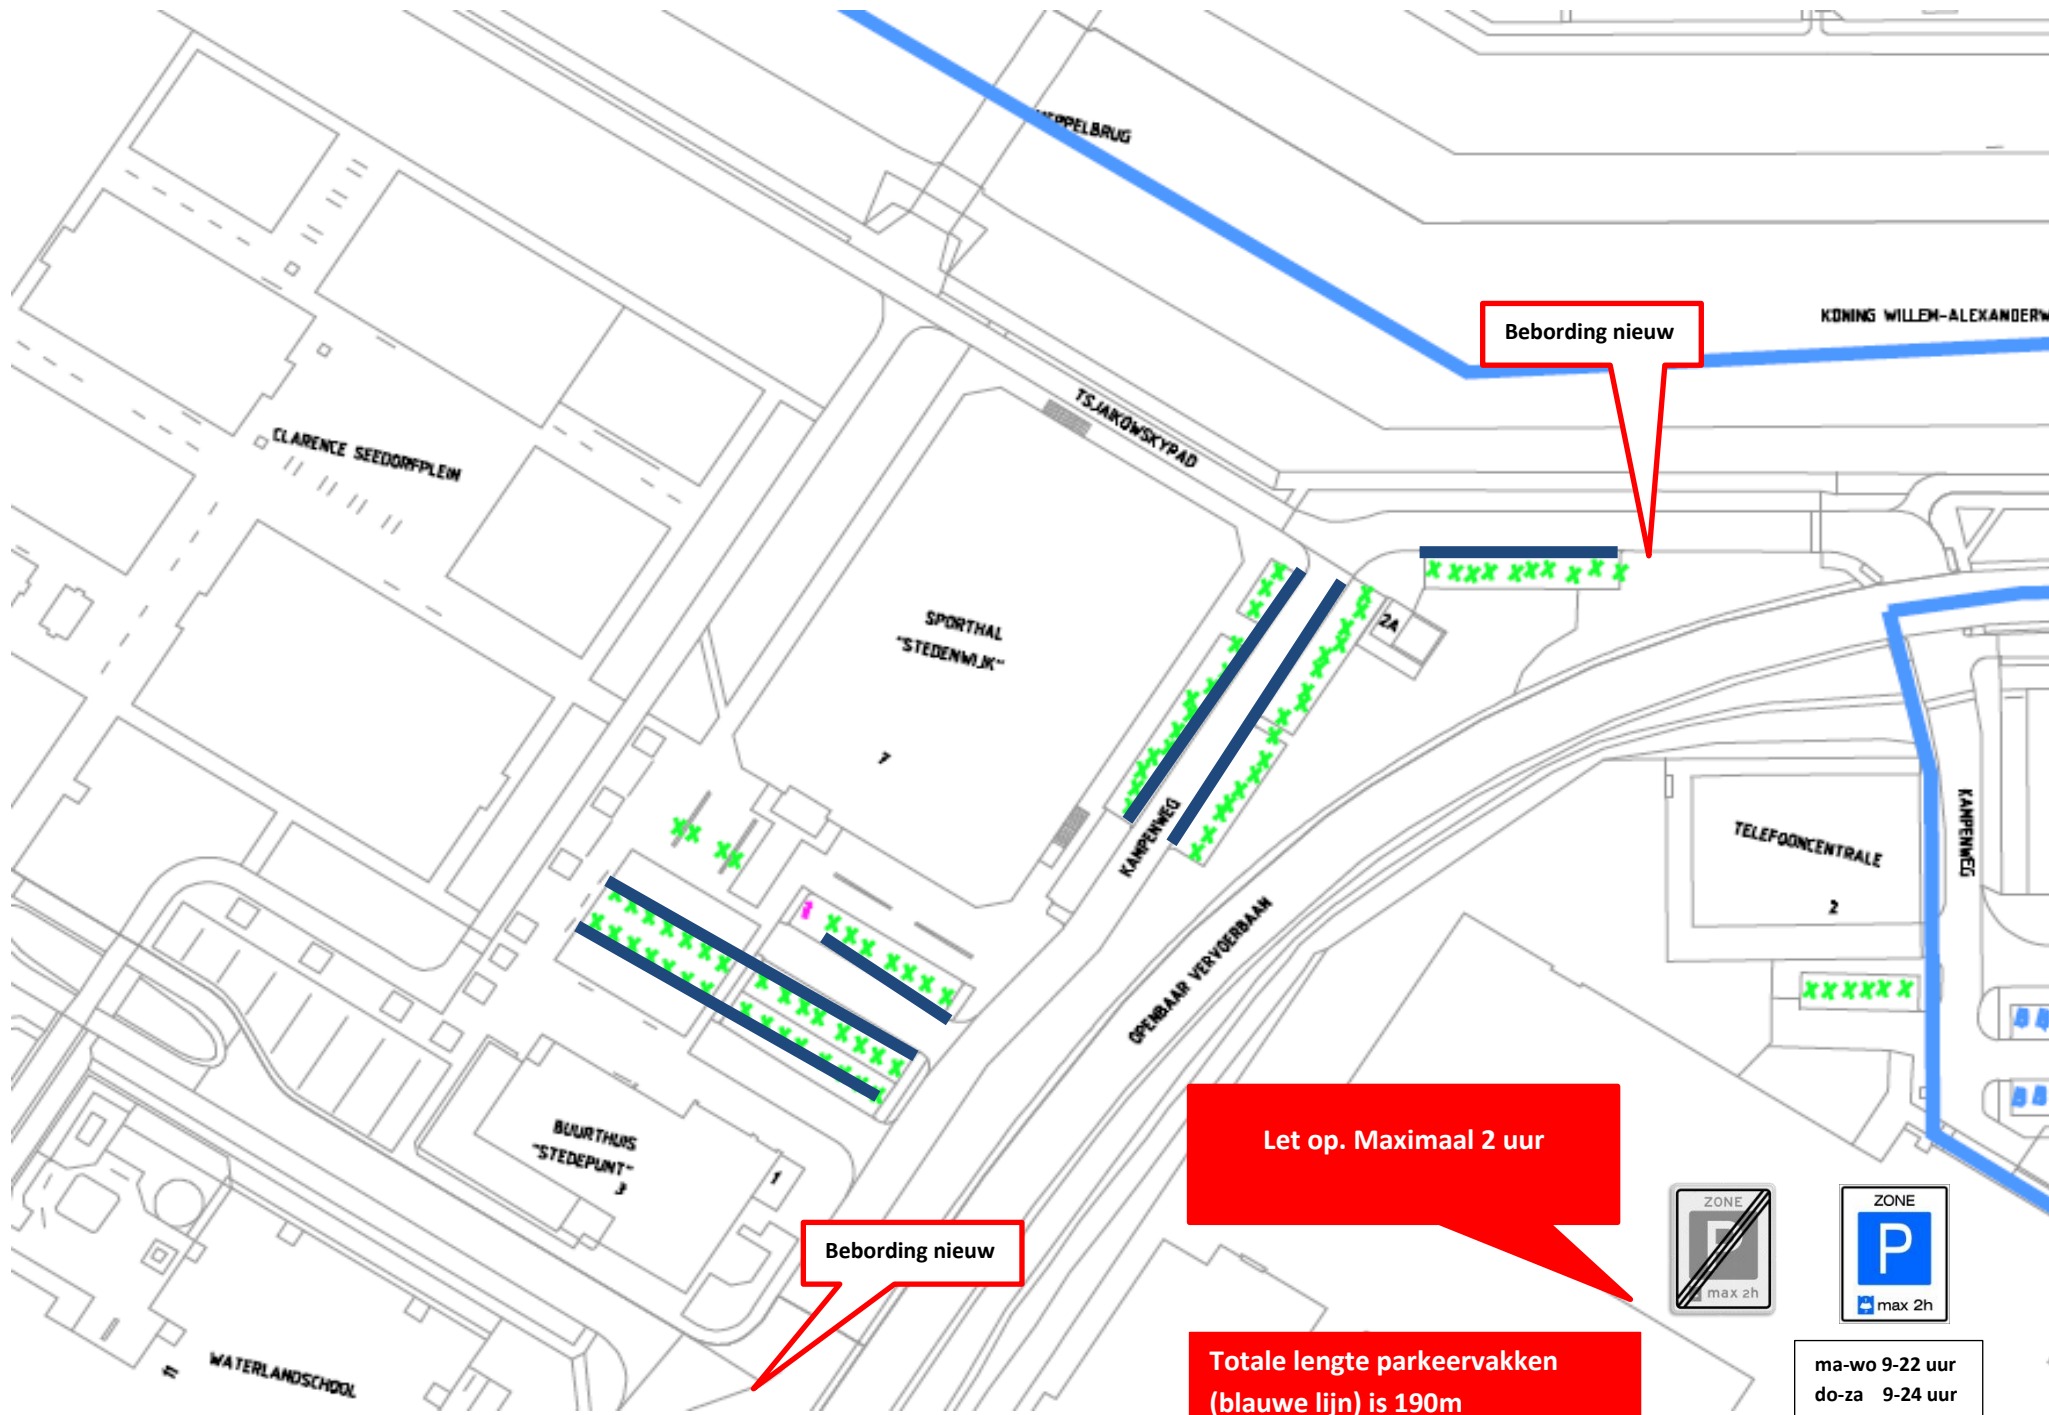 Bebording nieuw
KONING WILLEM-ALEXANDERW
TSJAIKOWSKYPAD
CLARENCE SEEDORFPLEIN
SPORTHAL
"STEDENWIJK"
7
2A
KAMPENWEG
TELEFOONCENTRALE
2
KAMPENWEG
OPENBAAR VERVOERBAAN
BUURTHUIS
"STEDEPUNT"
3
1
Bebording nieuw
WATERLANDSCHOOL
11
Let op. Maximaal 2 uur
ZONE
P
max 2h
ZONE
P
max 2h
Totale lengte parkeervakken
(blauwe lijn) is 190m
ma-wo 9-22 uur
do-za 9-24 uur